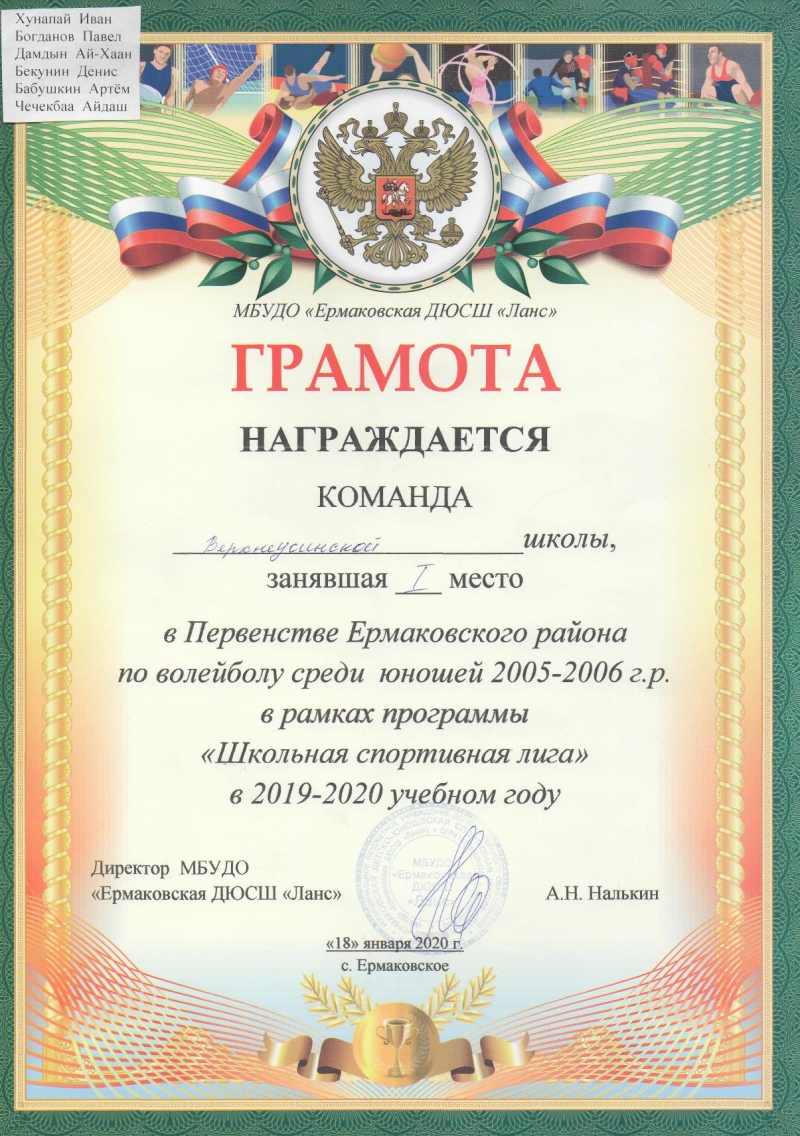 Хунапай Иван
Богданов Павел
Дамдын Ай-Хаан
Бекунин Денис
Бабушкин Артём
Чечекбаа Айдаш
МБУДО «Ермаковская ДЮСШ «Ланс»
ГРАМОТА
НАГРАЖДАЕТСЯ
КОМАНДА
Верхнеусинской школы,
занявшая I место
в Первенстве Ермаковского района
по волейболу среди юношей 2005-2006 г.р.
в рамках программы
«Школьная спортивная лига»
в 2019-2020 учебном году
Директор МБУДО
«Ермаковская ДЮСШ «Ланс»
А.Н. Налькин
МБУДО
«Ермаковская
«18» января 2020 г.
с. Ермаковское